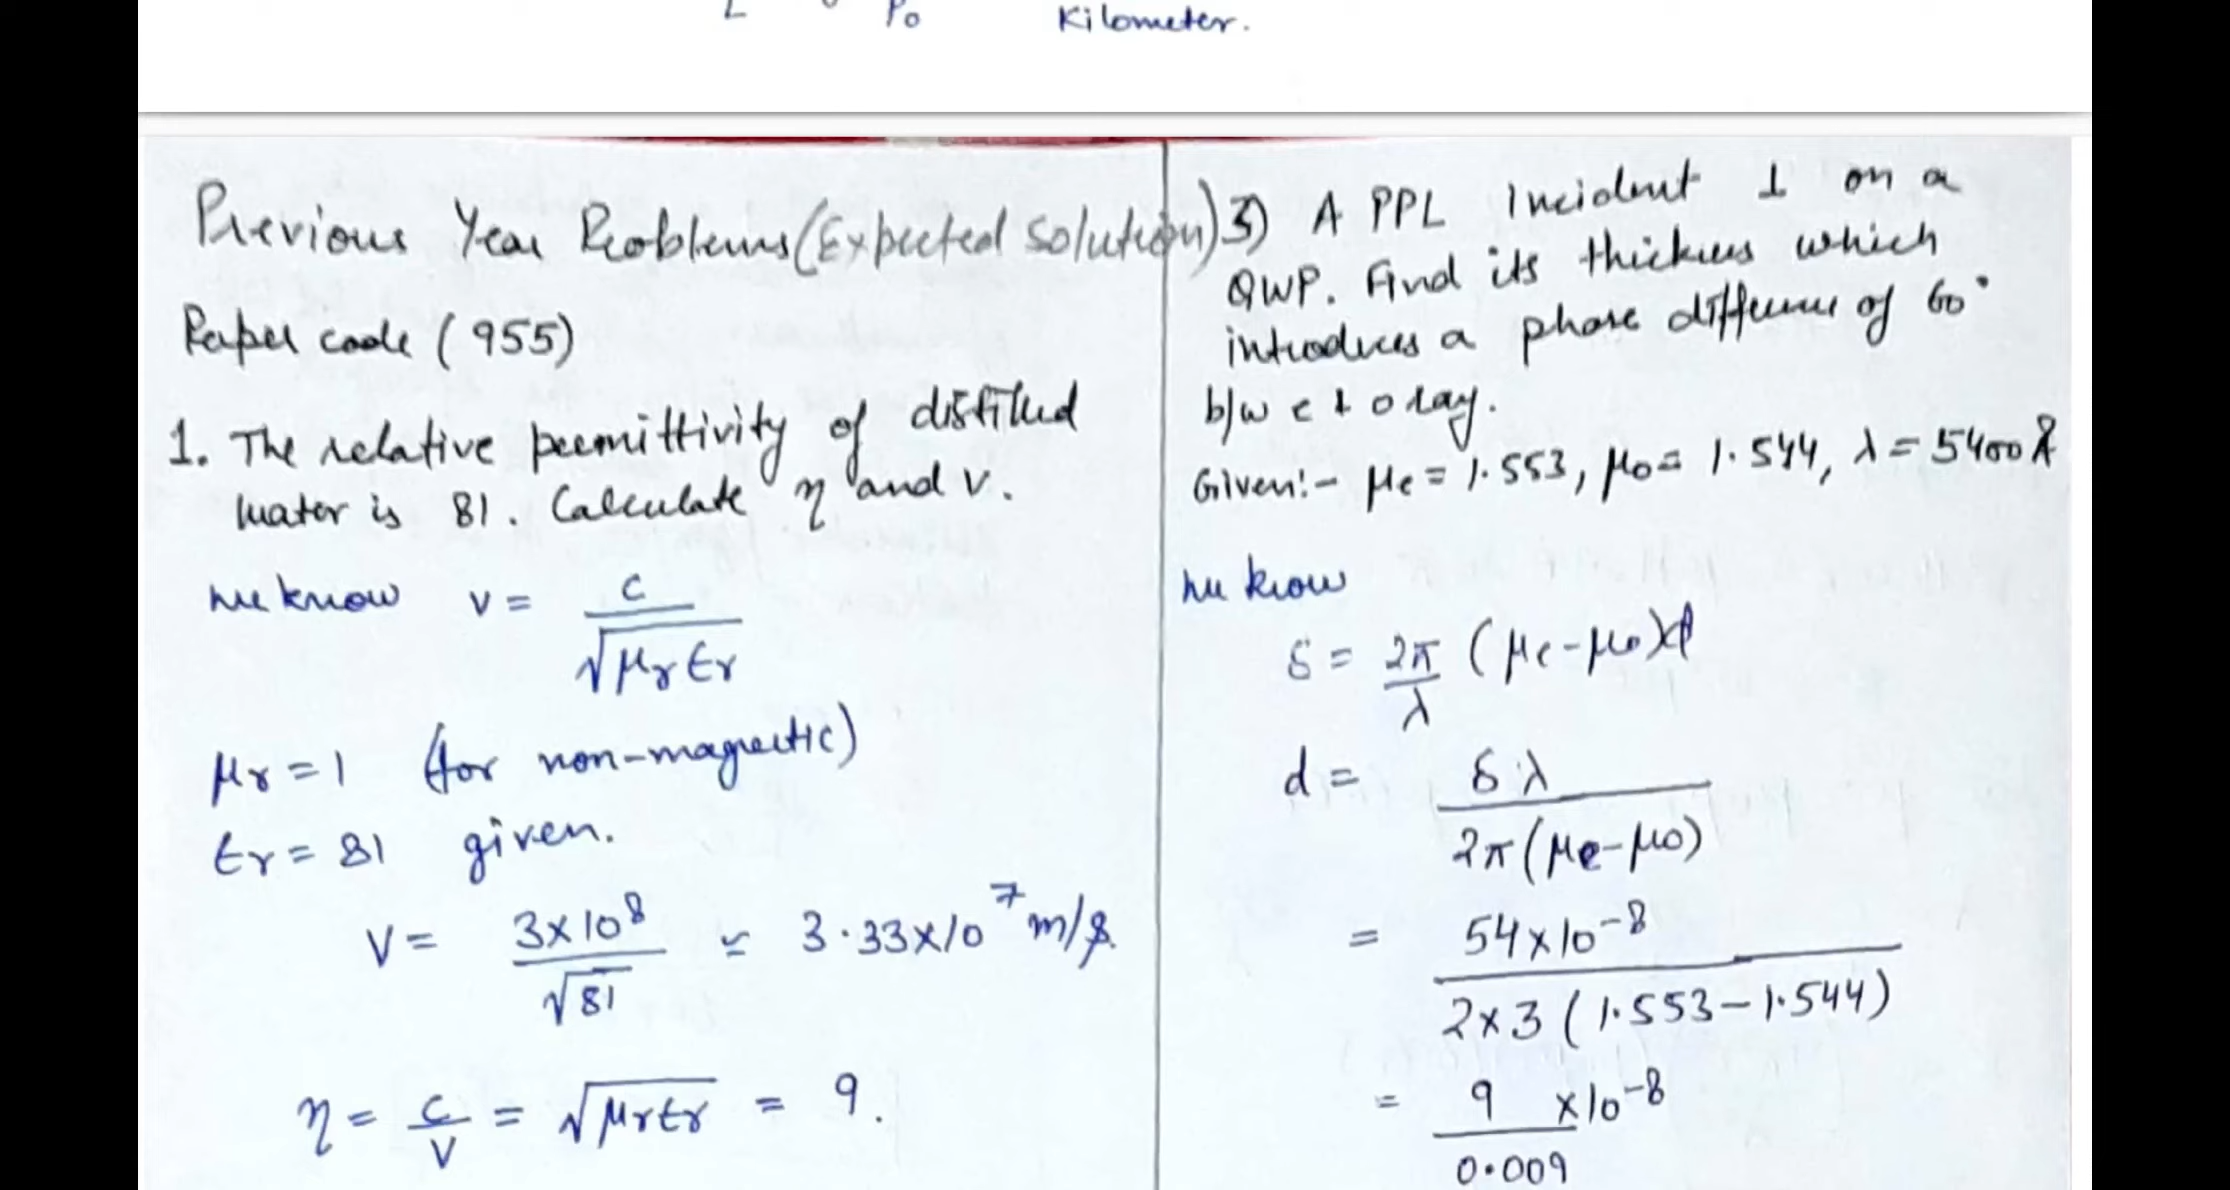 Kilometer.
Previous Year Problems (Expected Solution)
Paper code (955)
1. The relative permittivity of distilled
water is 81. Calculate η and v.
we know v = c / √μr εr
μr = 1 (for non-magnetic)
εr = 81 given.
V = 3×10⁸ / √81 ≃ 3.33×10⁷ m/s.
η = c / v = √μr εr = 9.
3) A PPL Incident ⊥ on a
QWP. Find its thickness which
introduces a phase difference of 60°
b/w e & o ray.
Given:- μe = 1.553, μo = 1.544, λ = 5400 Å
we know
δ = 2π / λ (μe - μo) d
d = δλ / 2π(μe - μo)
= 54×10⁻⁸ / 2×3 (1.553 - 1.544)
= 9 / 0.009 ×10⁻⁸